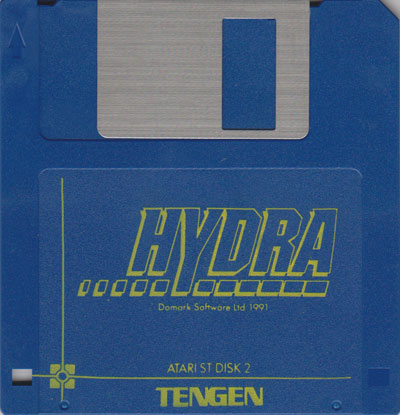 HYDRA
Domark Software Ltd 1991
ATARI ST DISK 2
TENGEN